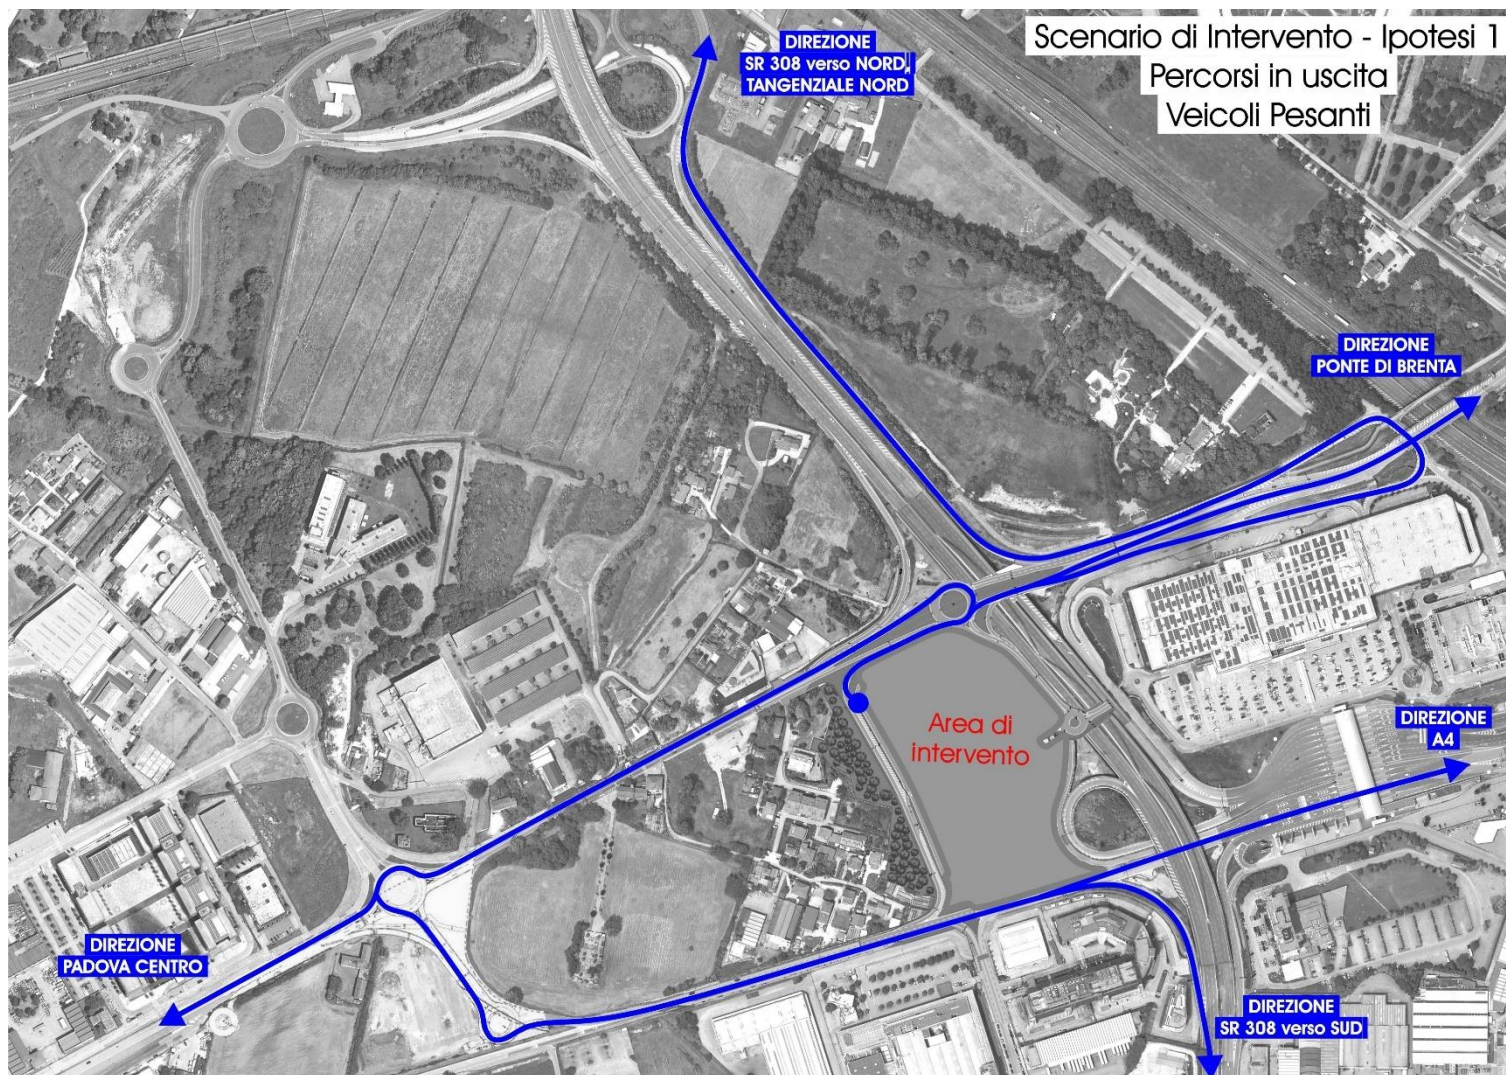 Scenario di Intervento - Ipotesi 1
Percorsi in uscita
Veicoli Pesanti
DIREZIONE
SR 308 verso NORD,
TANGENZIALE NORD
DIREZIONE
PONTE DI BRENTA
Area di
intervento
DIREZIONE
A4
DIREZIONE
PADOVA CENTRO
DIREZIONE
SR 308 verso SUD